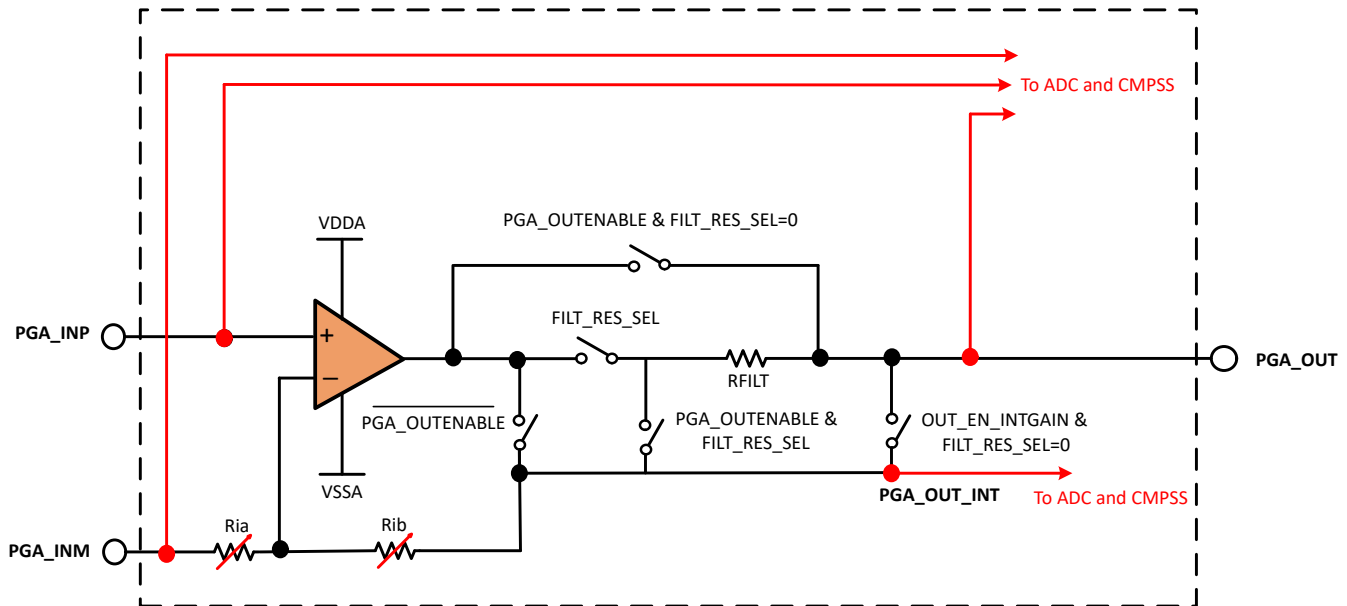 To ADC and CMPSS
VDDA
PGA_OUTENABLE & FILT_RES_SEL=0
PGA_INP
+
FILT_RES_SEL
−
RFILT
PGA_OUT
PGA_OUTENABLE
PGA_OUTENABLE &
FILT_RES_SEL
OUT_EN_INTGAIN &
FILT_RES_SEL=0
VSSA
PGA_OUT_INT
To ADC and CMPSS
PGA_INM
Ria
Rib